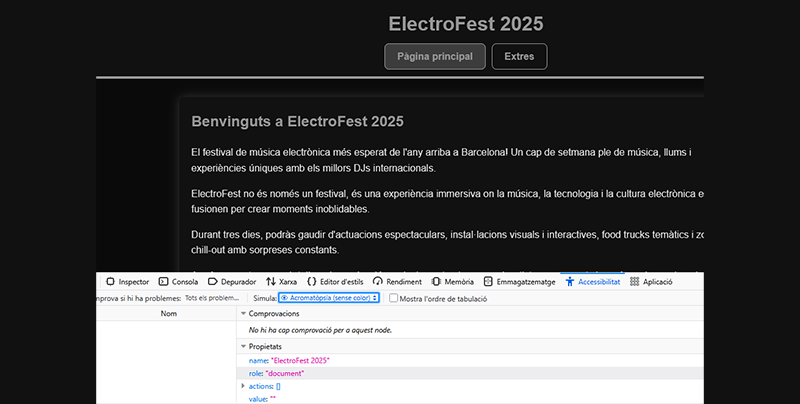 ElectroFest 2025
Pàgina principal Extres
Benvinguts a ElectroFest 2025
El festival de música electrònica més esperat de l'any arriba a Barcelona! Un cap de setmana ple de música, llums i
experiències úniques amb els millors DJs internacionals.
ElectroFest no és només un festival, és una experiència immersiva on la música, la tecnologia i la cultura electrònica e
fusionen per crear moments inoblidables.
Durant tres dies, podràs gaudir d'actuacions espectaculars, instal·lacions visuals i interactives, food trucks temàtics i zo
chill-out amb sorpreses constants.
Inspector Consola Depurador Xarxa Editor d'estils Rendiment Memòria Emmagatzematge Accessibilitat Aplicació
mprova si hi ha problemes: Tots els problem... Simula: Acromatòpsia (sense color) Mostra l'ordre de tabulació
Nom
Comprovacions
No hi ha cap comprovació per a aquest node.
Propietats
name: "ElectroFest 2025"
role: "document"
actions: []
value: ""